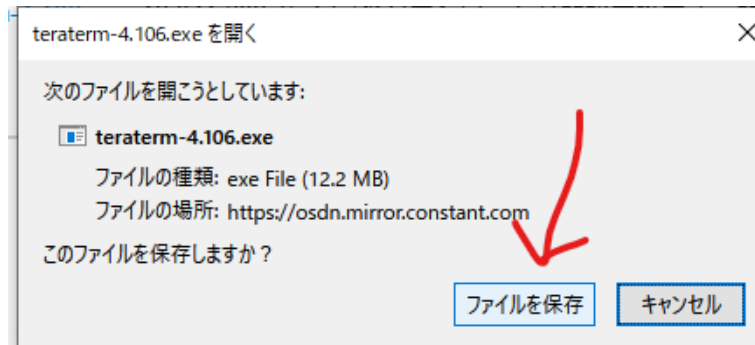 teraterm-4.106.exe を開く
次のファイルを開こうとしています:
teraterm-4.106.exe
ファイルの種類: exe File (12.2 MB)
ファイルの場所: https://osdn.mirror.constant.com
このファイルを保存しますか?
ファイルを保存 キャンセル